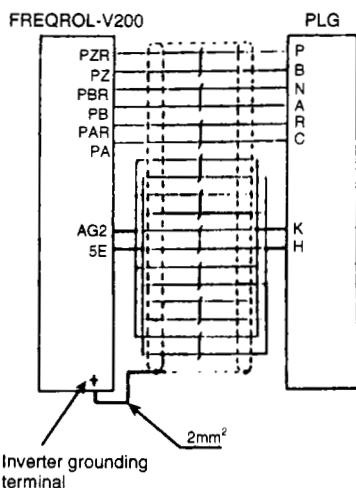 FREQROL-V200 PLG
PZR P
PZ B
PBR N
PB A
PAR R
PA C
AG2 K
5E H
+
2mm²
Inverter grounding
terminal